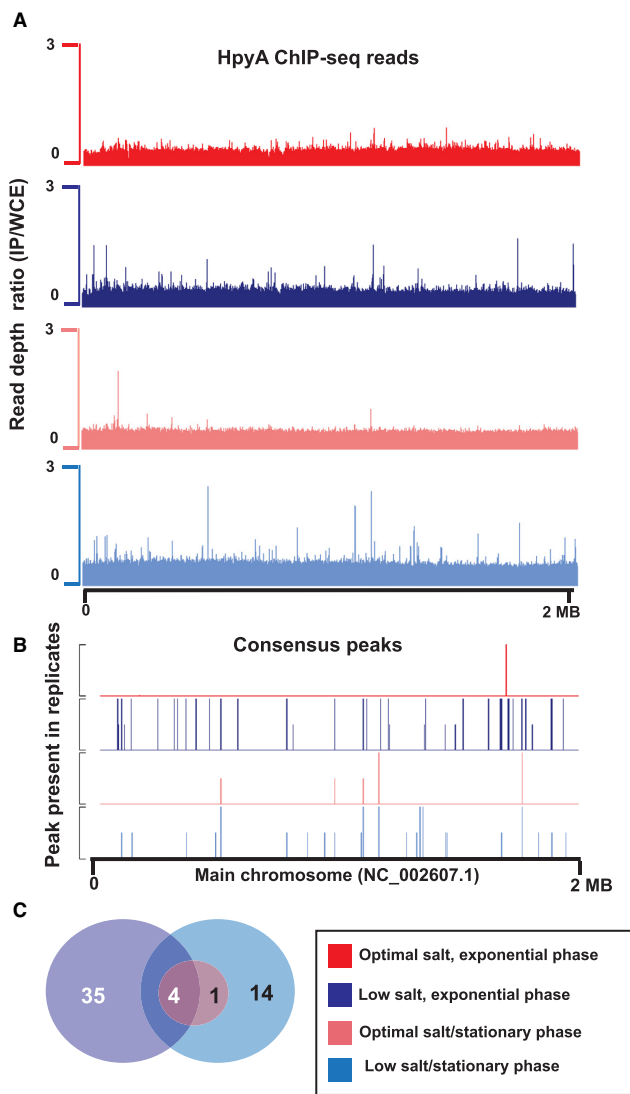 A
HpyA ChIP-seq reads
Read depth ratio (IP/WCE)
3
0
3
0
3
0
3
0
0
2 MB
B
Consensus peaks
Peak present in replicates
0
Main chromosome (NC_002607.1)
2 MB
C
35
4
1
14
Optimal salt, exponential phase
Low salt, exponential phase
Optimal salt/stationary phase
Low salt/stationary phase